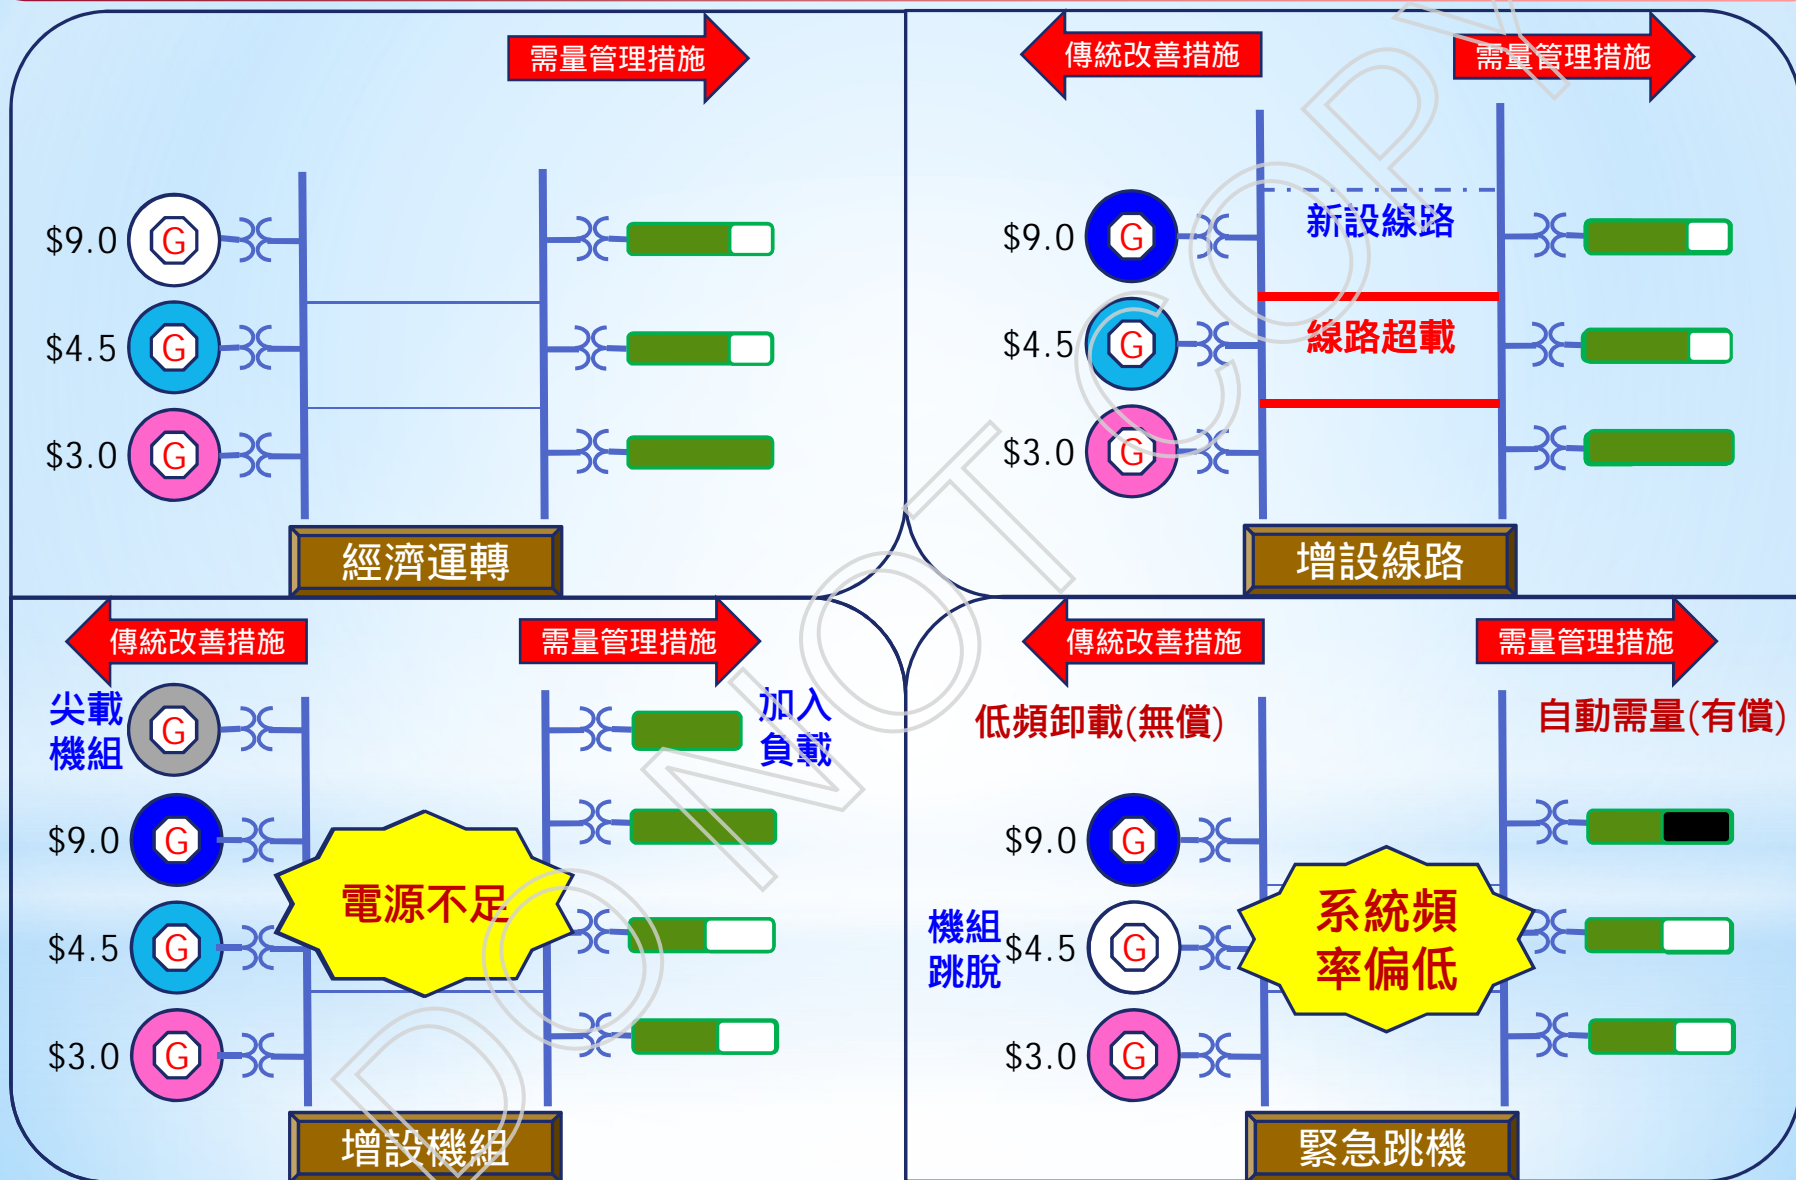 需量管理措施
$9.0
G
$4.5
G
$3.0
G
經濟運轉
傳統改善措施
需量管理措施
$9.0
G
新設線路
$4.5
G
線路超載
$3.0
G
增設線路
傳統改善措施
需量管理措施
尖載
機組
G
加入
負載
$9.0
G
電源不足
$4.5
G
$3.0
G
增設機組
傳統改善措施
需量管理措施
低頻卸載(無償)
自動需量(有償)
$9.0
G
機組
跳脫
$4.5
G
系統頻
率偏低
$3.0
G
緊急跳機
DO NOT COPY